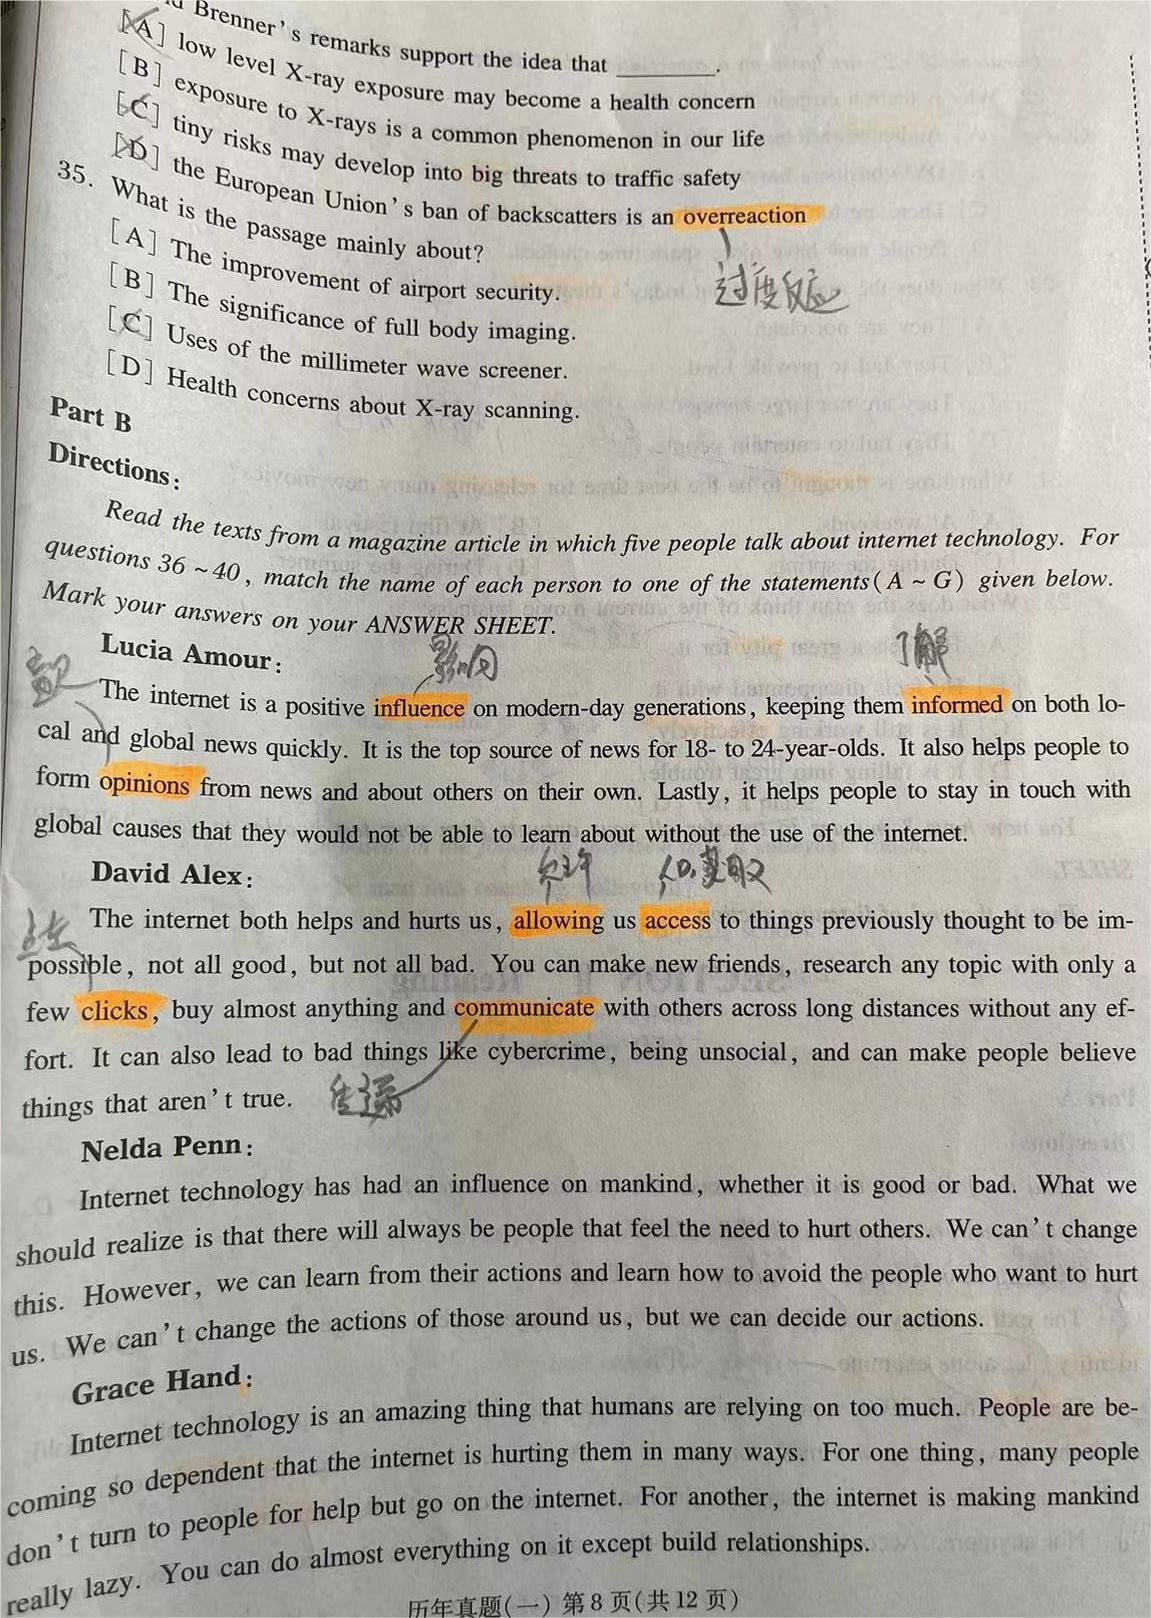 Brenner's remarks support the idea that ________.
[A] low level X-ray exposure may become a health concern
[B] exposure to X-rays is a common phenomenon in our life
[C] tiny risks may develop into big threats to traffic safety
[D] the European Union's ban of backscatters is an overreaction
过度反应
35. What is the passage mainly about?
[A] The improvement of airport security.
[B] The significance of full body imaging.
[C] Uses of the millimeter wave screener.
[D] Health concerns about X-ray scanning.
Part B
Directions:
Read the texts from a magazine article in which five people talk about internet technology. For
questions 36 ~ 40, match the name of each person to one of the statements (A ~ G) given below.
Mark your answers on your ANSWER SHEET.
Lucia Amour:
影响 了解
The internet is a positive influence on modern-day generations, keeping them informed on both lo-
cal and global news quickly. It is the top source of news for 18- to 24-year-olds. It also helps people to
form opinions from news and about others on their own. Lastly, it helps people to stay in touch with
global causes that they would not be able to learn about without the use of the internet.
David Alex:
允许
点击
The internet both helps and hurts us, allowing us access to things previously thought to be im-
possible, not all good, but not all bad. You can make new friends, research any topic with only a
few clicks, buy almost anything and communicate with others across long distances without any ef-
fort. It can also lead to bad things like cybercrime, being unsocial, and can make people believe
things that aren't true.
Nelda Penn:
Internet technology has had an influence on mankind, whether it is good or bad. What we
should realize is that there will always be people that feel the need to hurt others. We can't change
this. However, we can learn from their actions and learn how to avoid the people who want to hurt
us. We can't change the actions of those around us, but we can decide our actions.
Grace Hand:
Internet technology is an amazing thing that humans are relying on too much. People are be-
coming so dependent that the internet is hurting them in many ways. For one thing, many people
don't turn to people for help but go on the internet. For another, the internet is making mankind
really lazy. You can do almost everything on it except build relationships.
历年真题(一) 第8页(共12页)